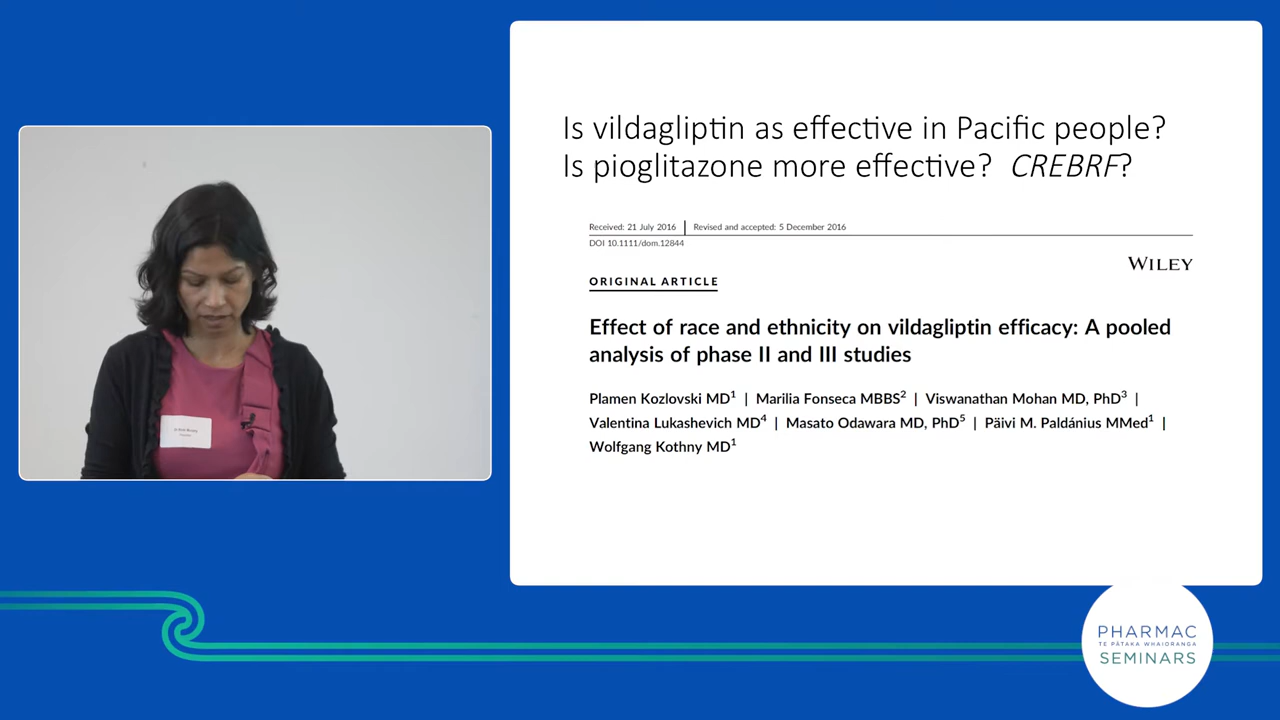 Is vildagliptin as effective in Pacific people?
Is pioglitazone more effective? CREBRF?
Received: 21 July 2016 | Revised and accepted: 5 December 2016
DOI 10.1111/dom.12844
WILEY
ORIGINAL ARTICLE
Effect of race and ethnicity on vildagliptin efficacy: A pooled
analysis of phase II and III studies
Plamen Kozlovski MD1 | Marilia Fonseca MBBS2 | Viswanathan Mohan MD, PhD3 |
Valentina Lukashevich MD4 | Masato Odawara MD, PhD5 | Päivi M. Paldánius MMed1 |
Wolfgang Kothny MD1
PHARMAC
TE PĀTAKA WHAIORANGA
SEMINARS